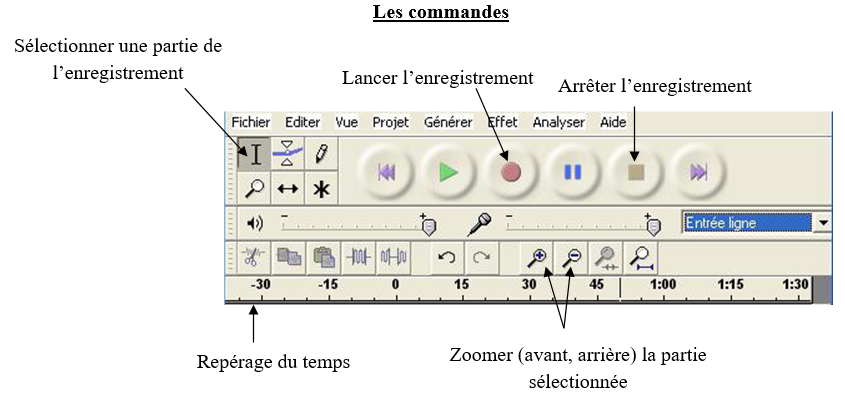 Les commandes
Sélectionner une partie de
l’enregistrement
Lancer l’enregistrement
Arrêter l’enregistrement
Fichier Editer Vue Projet Générer Effet Analyser Aide
Entrée ligne
-30 -15 0 15 30 45 1:00 1:15 1:30
Repérage du temps
Zoomer (avant, arrière) la partie
sélectionnée